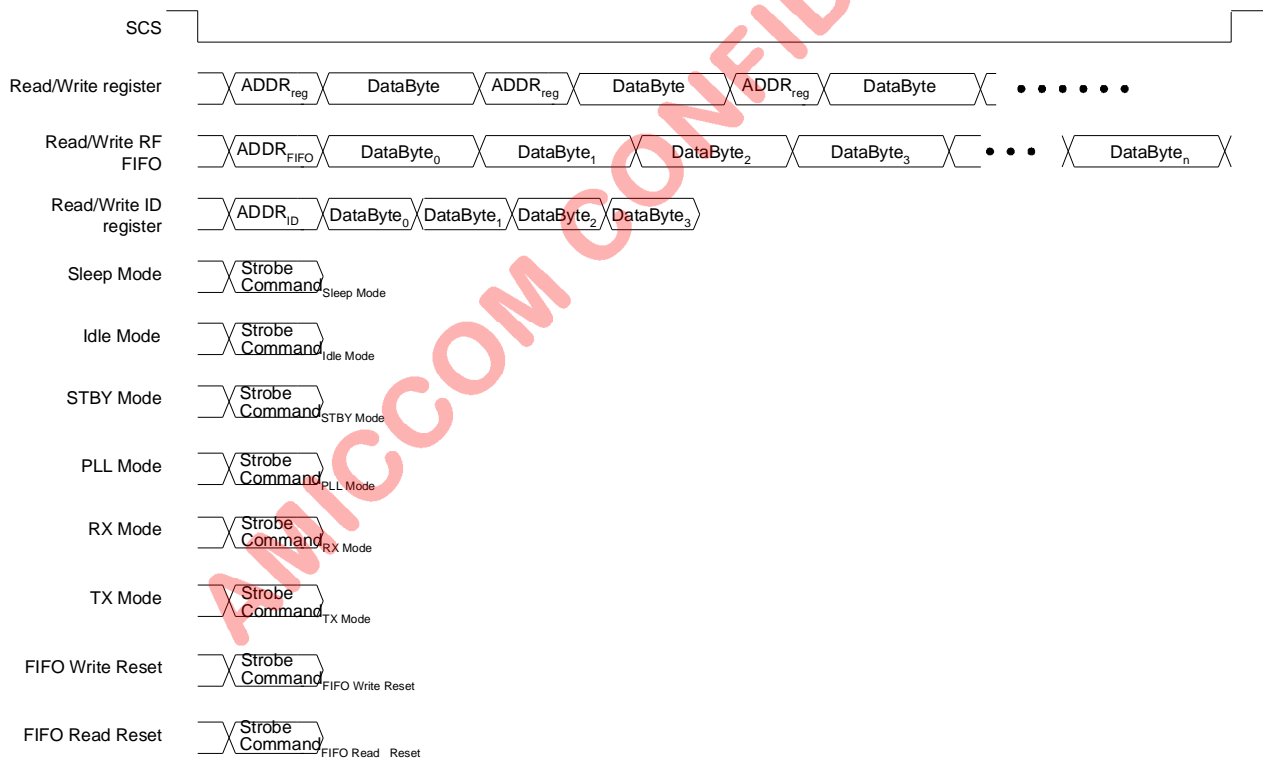 SCS
Read/Write register ADDRreg DataByte ADDRreg DataByte ADDRreg DataByte
Read/Write RF
FIFO
ADDRFIFO DataByte0 DataByte1 DataByte2 DataByte3 DataByten
Read/Write ID
register
ADDRID DataByte0 DataByte1 DataByte2 DataByte3
Sleep Mode
Strobe
CommandSleep Mode
Idle Mode
Strobe
CommandIdle Mode
STBY Mode
Strobe
CommandSTBY Mode
PLL Mode
Strobe
CommandPLL Mode
RX Mode
Strobe
CommandRX Mode
TX Mode
Strobe
CommandTX Mode
FIFO Write Reset
Strobe
CommandFIFO Write Reset
FIFO Read Reset
Strobe
CommandFIFO Read Reset
AMICCOM